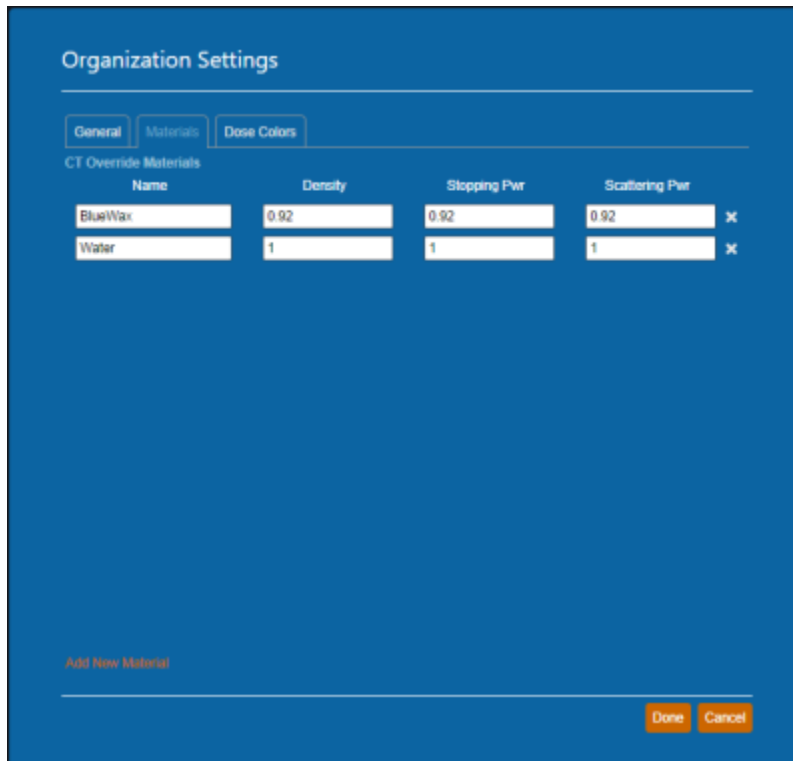 Organization Settings
General Materials Dose Colors
CT Override Materials
Name Density Stopping Pwr Scattering Pwr
BlueWax 0.92 0.92 0.92
Water 1 1 1
Add New Material
Done Cancel